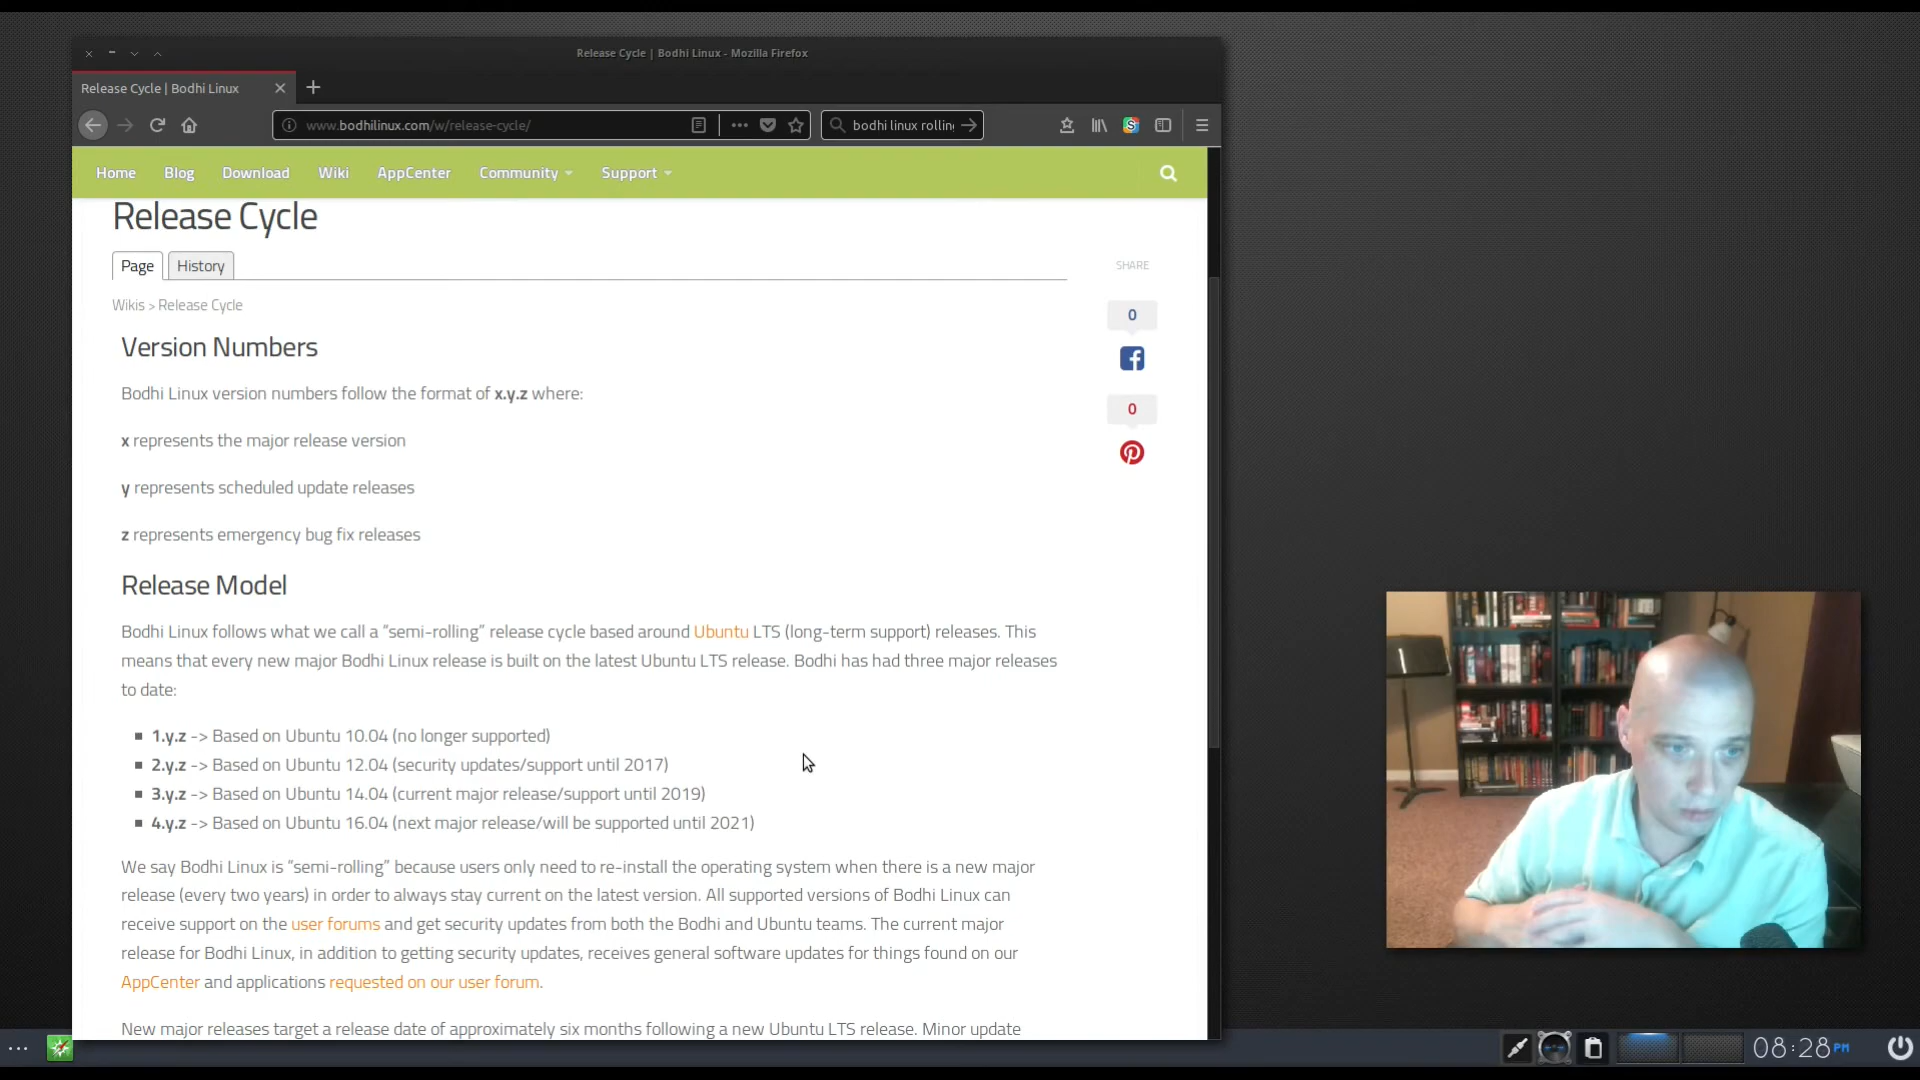 Release Cycle | Bodhi Linux - Mozilla Firefox
Release Cycle | Bodhi Linux
www.bodhilinux.com/w/release-cycle/
bodhi linux rollin
Home Blog Download Wiki AppCenter Community Support
Release Cycle
Page History
SHARE
Wikis > Release Cycle
0
Version Numbers
Bodhi Linux version numbers follow the format of x.y.z where:
0
x represents the major release version
y represents scheduled update releases
z represents emergency bug fix releases
Release Model
Bodhi Linux follows what we call a "semi-rolling" release cycle based around Ubuntu LTS (long-term support) releases. This
means that every new major Bodhi Linux release is built on the latest Ubuntu LTS release. Bodhi has had three major releases
to date:
1.y.z -> Based on Ubuntu 10.04 (no longer supported)
2.y.z -> Based on Ubuntu 12.04 (security updates/support until 2017)
3.y.z -> Based on Ubuntu 14.04 (current major release/support until 2019)
4.y.z -> Based on Ubuntu 16.04 (next major release/will be supported until 2021)
We say Bodhi Linux is "semi-rolling" because users only need to re-install the operating system when there is a new major
release (every two years) in order to always stay current on the latest version. All supported versions of Bodhi Linux can
receive support on the user forums and get security updates from both the Bodhi and Ubuntu teams. The current major
release for Bodhi Linux, in addition to getting security updates, receives general software updates for things found on our
AppCenter and applications requested on our user forum.
New major releases target a release date of approximately six months following a new Ubuntu LTS release. Minor update
08:28 PM